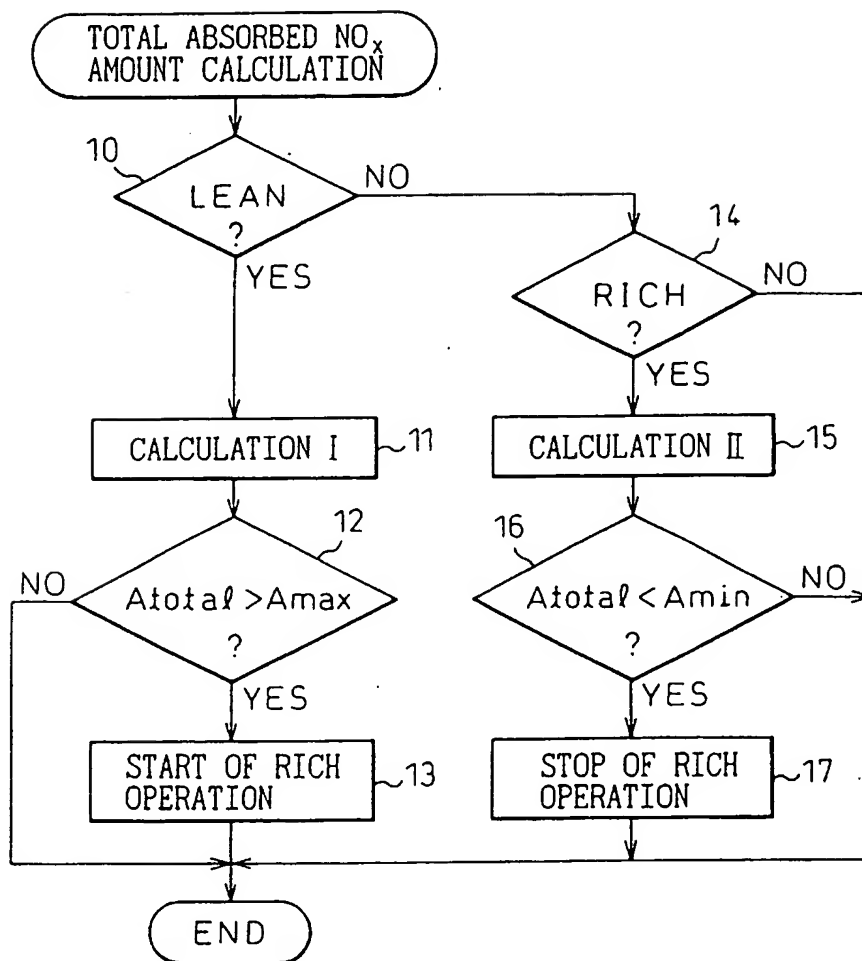 TOTAL ABSORBED NOx
AMOUNT CALCULATION
10
LEAN
?
NO
YES
14
RICH
?
NO
YES
CALCULATION I
11
CALCULATION II
15
12
NO
Atotal>Amax
?
YES
16
Atotal<Amin
?
NO
YES
START OF RICH
OPERATION
13
STOP OF RICH
OPERATION
17
END